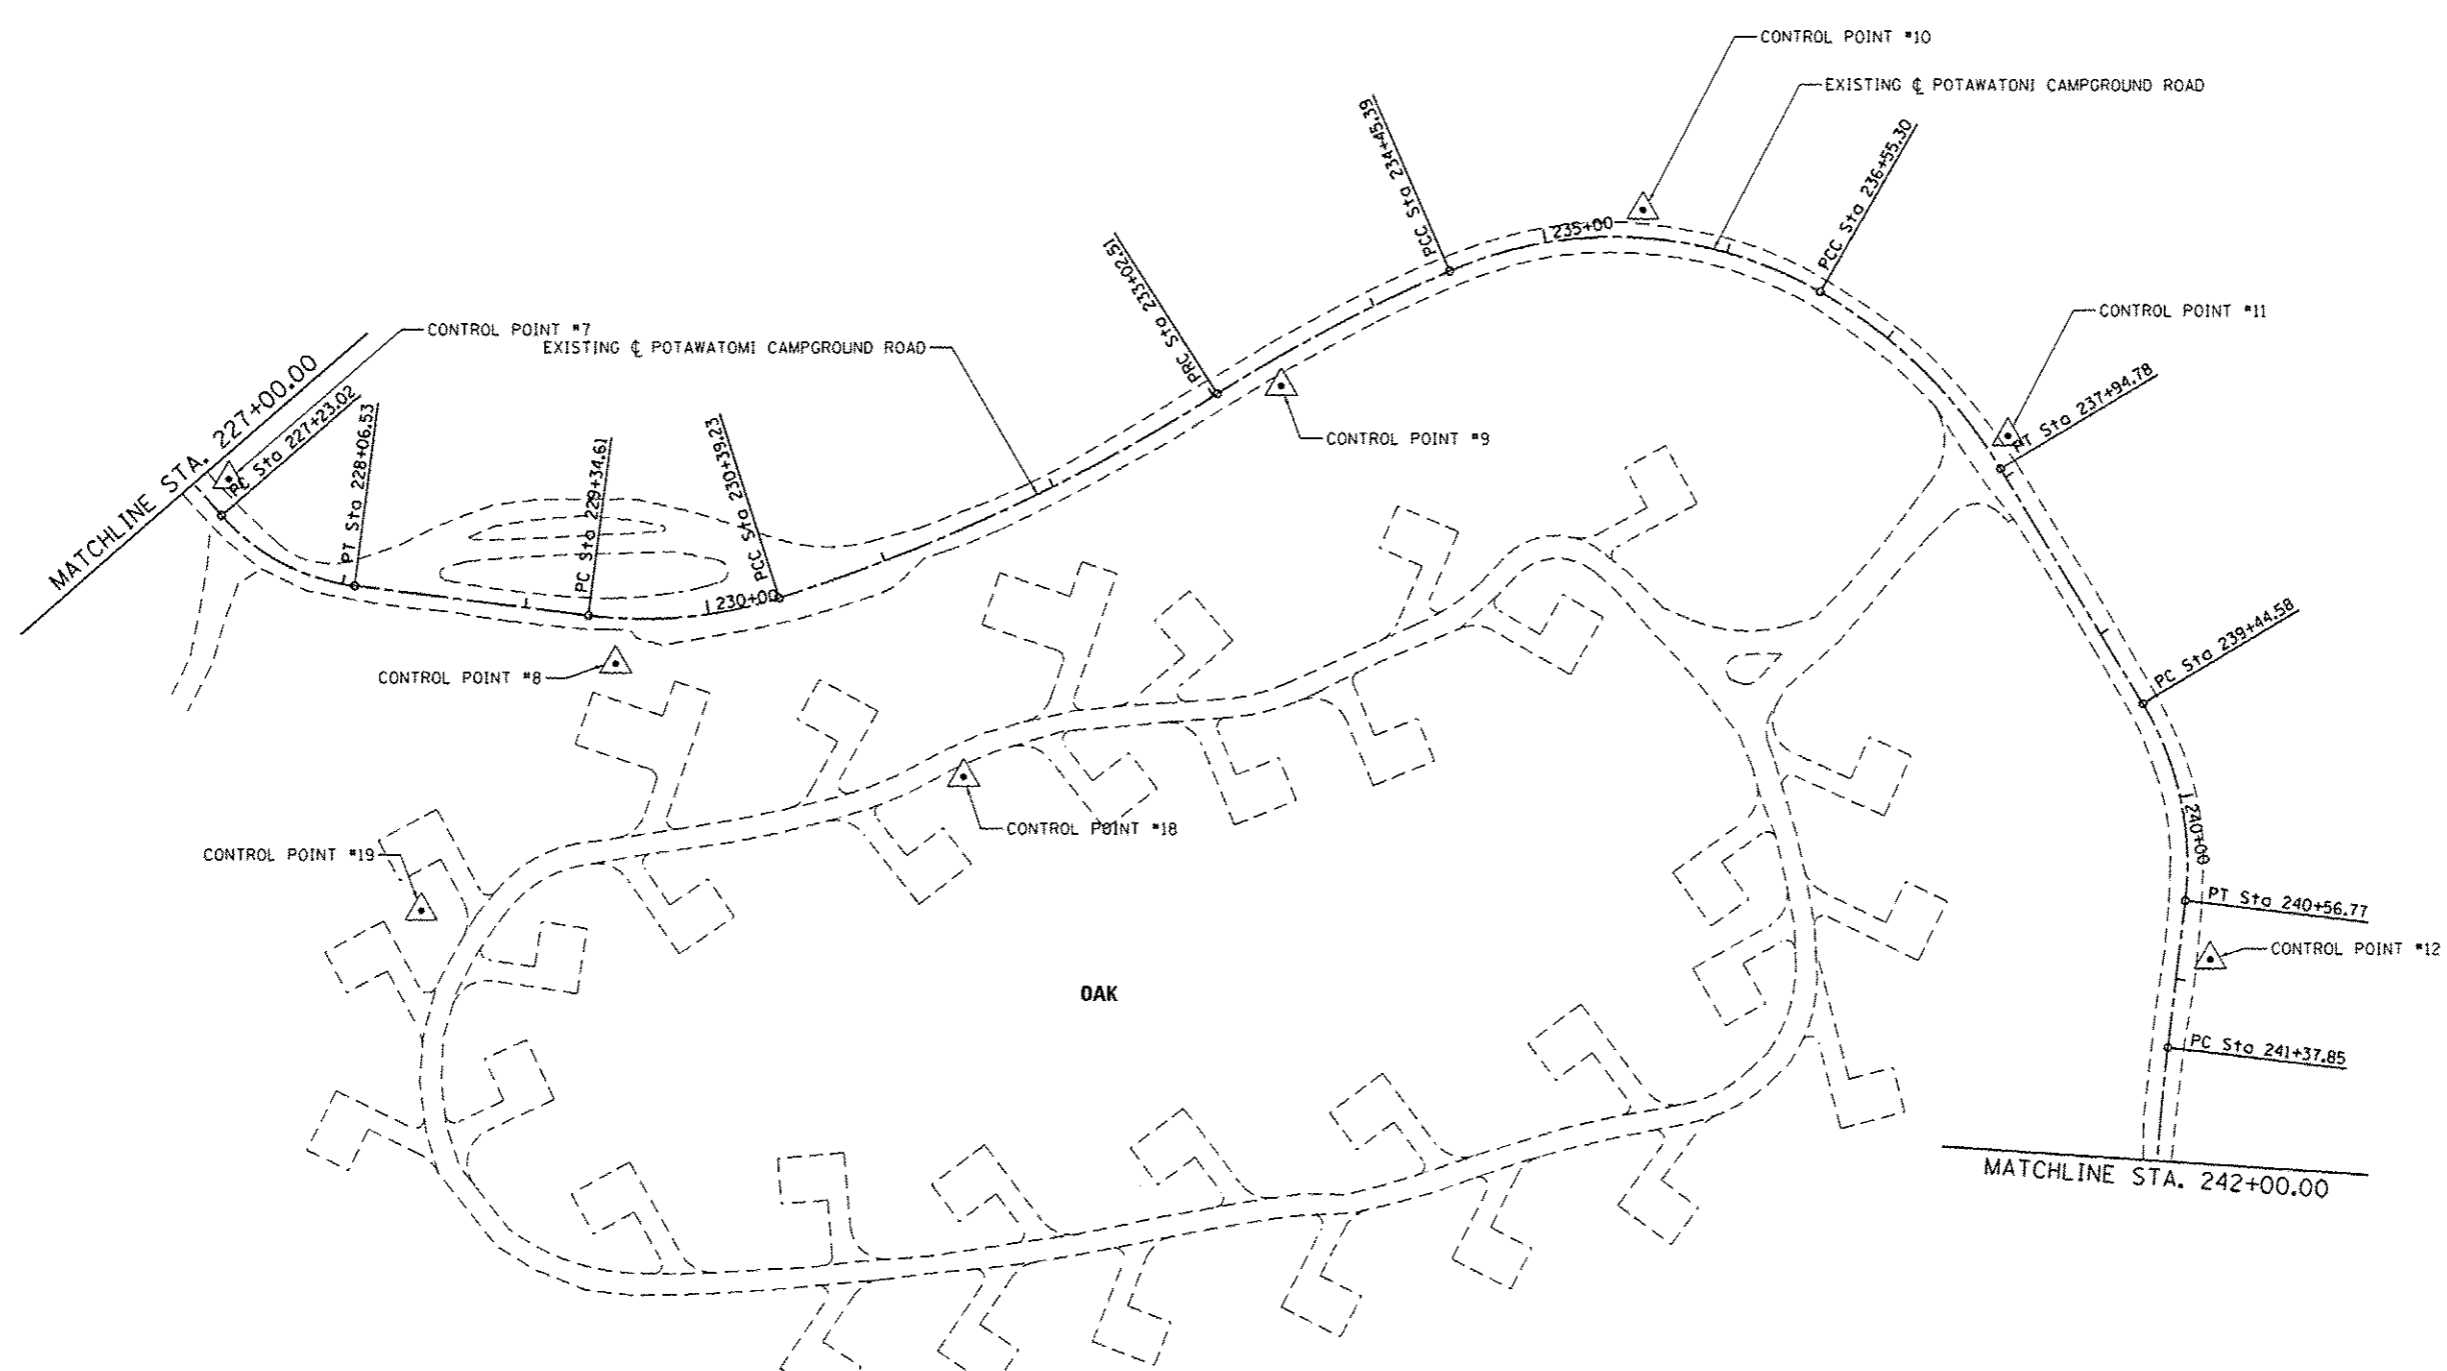 CONTROL POINT #10
EXISTING ℄ POTAWATONI CAMPGROUND ROAD
PCC Sta 234+45.39
PCC Sta 236+55.30
235+00
CONTROL POINT #11
CONTROL POINT #7
EXISTING ℄ POTAWATOMI CAMPGROUND ROAD
PRC Sta 233+02.51
MATCHLINE STA. 227+00.00
PC Sta 227+23.02
PT Sta 228+06.53
PC Sta 229+34.61
PCC Sta 230+39.23
CONTROL POINT #9
PT Sta 237+94.78
230+00
CONTROL POINT #8
PC Sta 239+44.58
CONTROL POINT #18
CONTROL POINT #19
240+00
PT Sta 240+56.77
CONTROL POINT #12
OAK
PC Sta 241+37.85
MATCHLINE STA. 242+00.00